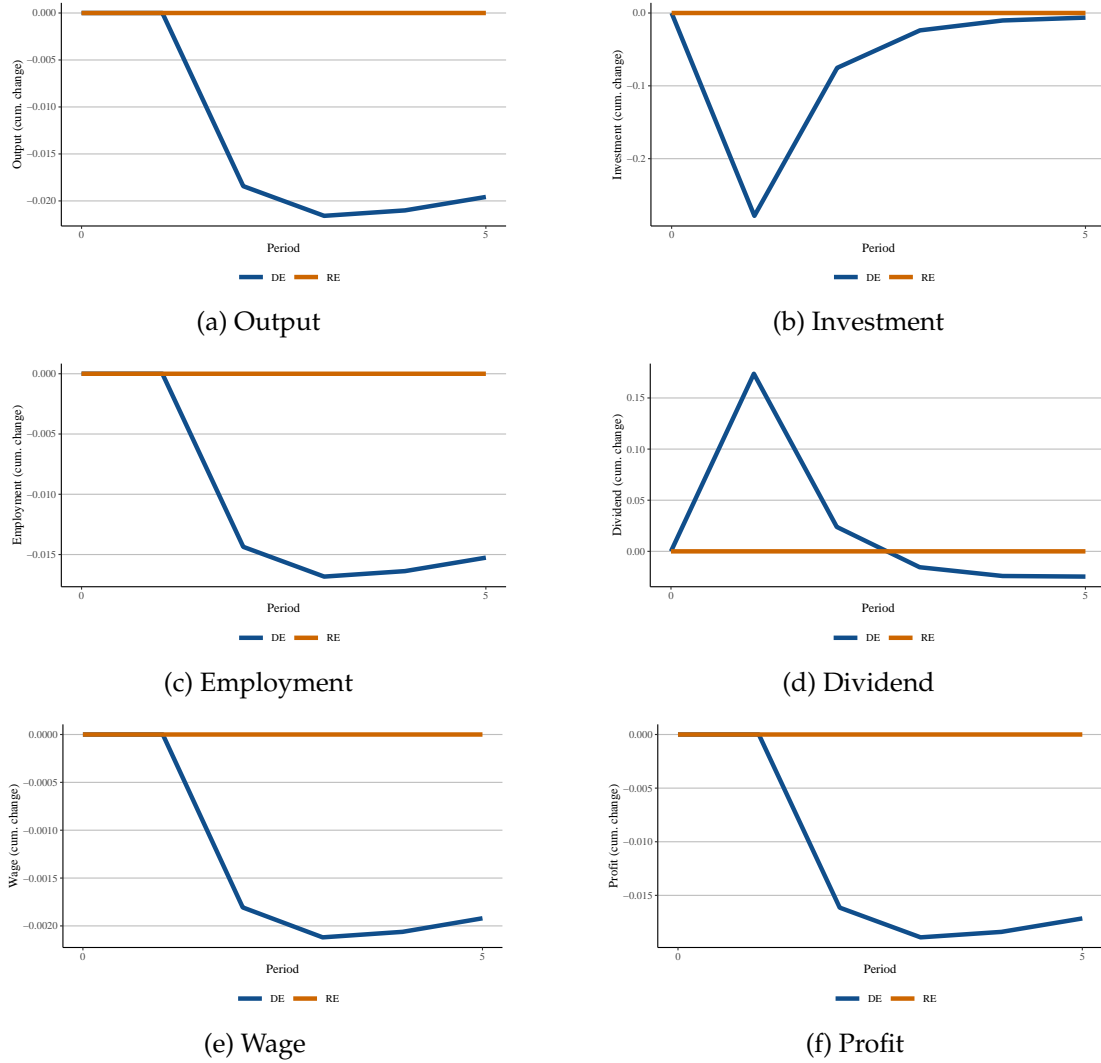 0.000
−0.005
−0.010
−0.015
−0.020
Output (cum. change)
0
5
Period
DE
RE
(a) Output
0.0
−0.1
−0.2
Investment (cum. change)
0
5
Period
DE
RE
(b) Investment
0.000
−0.005
−0.010
−0.015
Employment (cum. change)
0
5
Period
DE
RE
(c) Employment
0.15
0.10
0.05
0.00
Dividend (cum. change)
0
5
Period
DE
RE
(d) Dividend
0.0000
−0.0005
−0.0010
−0.0015
−0.0020
Wage (cum. change)
0
5
Period
DE
RE
(e) Wage
0.000
−0.005
−0.010
−0.015
Profit (cum. change)
0
5
Period
DE
RE
(f) Profit